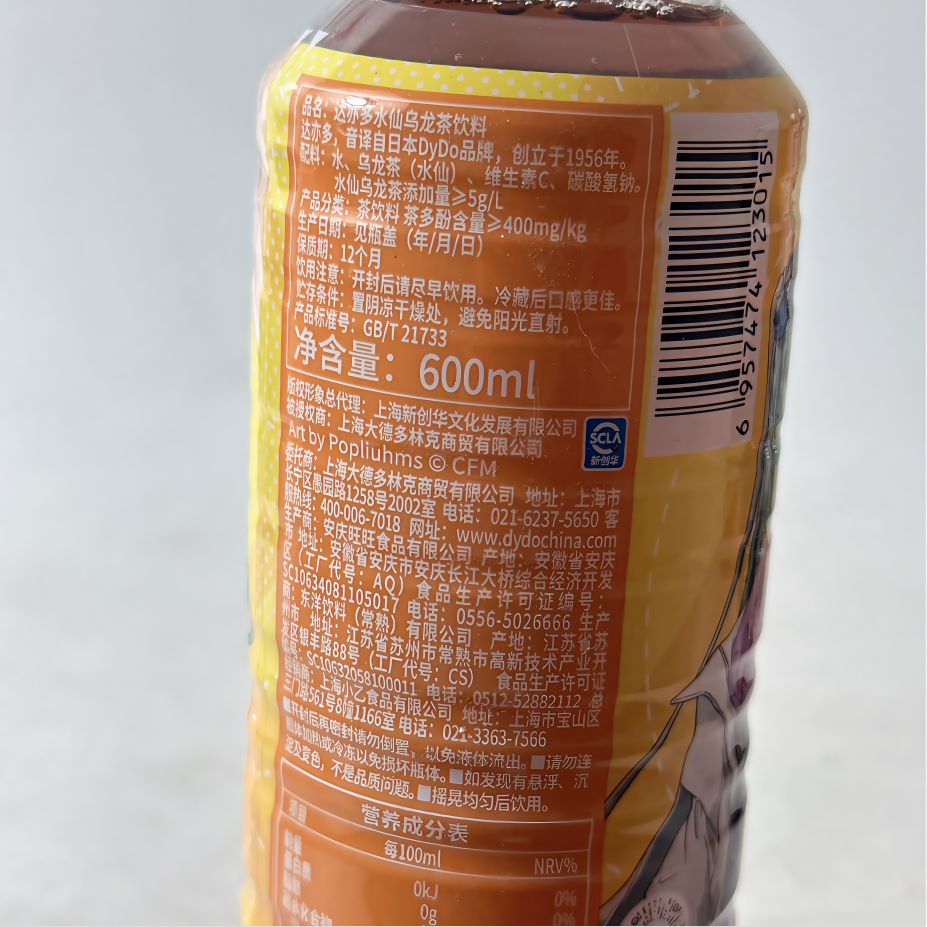 品名：达亦多水仙乌龙茶饮料
达亦多，音译自日本DyDo品牌，创立于1956年。
配料：水、乌龙茶（水仙）、维生素C、碳酸氢钠。
水仙乌龙茶添加量≥5g/L
产品分类：茶饮料 茶多酚含量≥400mg/kg
生产日期：见瓶盖（年/月/日）
保质期：12个月
饮用注意：开封后请尽早饮用。冷藏后口感更佳。
贮存条件：置阴凉干燥处，避免阳光直射。
产品标准号：GB/T 21733
净含量：600ml
版权形象总代理：上海新创华文化发展有限公司
被授权商：上海大德多林克商贸有限公司
Art by Popliuhms © CFM
SCLA
新创华
委托商：上海大德多林克商贸有限公司 地址：上海市
长宁区愚园路1258号2002室 电话：021-6237-5650 客
服热线：400-006-7018 网址：www.dydochina.com
生产商：安庆旺旺食品有限公司 产地：安徽省安庆
市 地址：安徽省安庆市安庆长江大桥综合经济开发
区（工厂代号：AQ） 食品生产许可证编号：
SC10634081105017 电话：0556-5026666 生产
商：东洋饮料（常熟）有限公司 产地：江苏省苏
州市 地址：江苏省苏州市常熟市高新技术产业开
发区银丰路88号（工厂代号：CS） 食品生产许可证
编号：SC10632058100011 电话：0512-52882112 总
经销商：上海小乙食品有限公司 地址：上海市宝山区
三门路561号8幢1166室 电话：021-3363-7566
■开封后再密封请勿倒置，以免液体流出。■请勿连
瓶体加热或冷冻以免损坏瓶体。■如发现有悬浮、沉
淀及变色，不是品质问题。■摇晃均匀后饮用。
营养成分表
项目 每100ml NRV%
能量 0kJ 0%
蛋白质 0g 0%
脂肪
碳水化合物
6 957474 123015